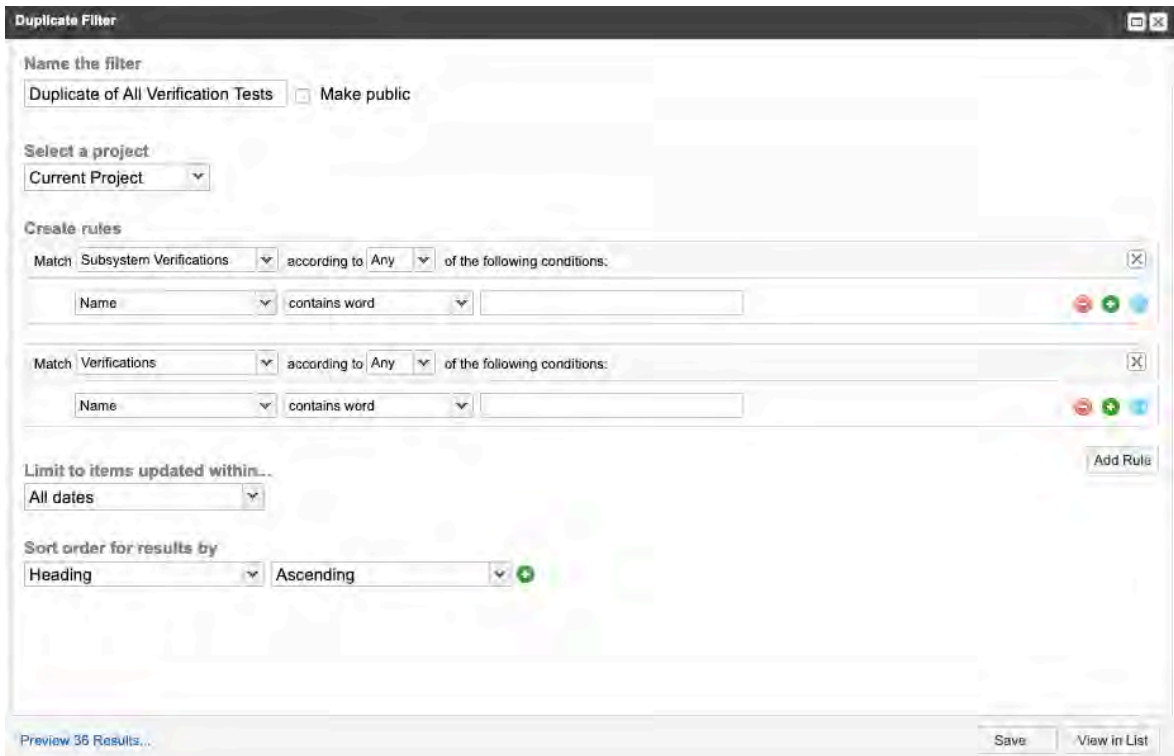 Duplicate Filter
Name the filter
Duplicate of All Verification Tests Make public
Select a project
Current Project
Create rules
Match Subsystem Verifications according to Any of the following conditions:
Name contains word
Match Verifications according to Any of the following conditions:
Name contains word
Add Rule
Limit to items updated within...
All dates
Sort order for results by
Heading Ascending
Preview 36 Results... Save View in List